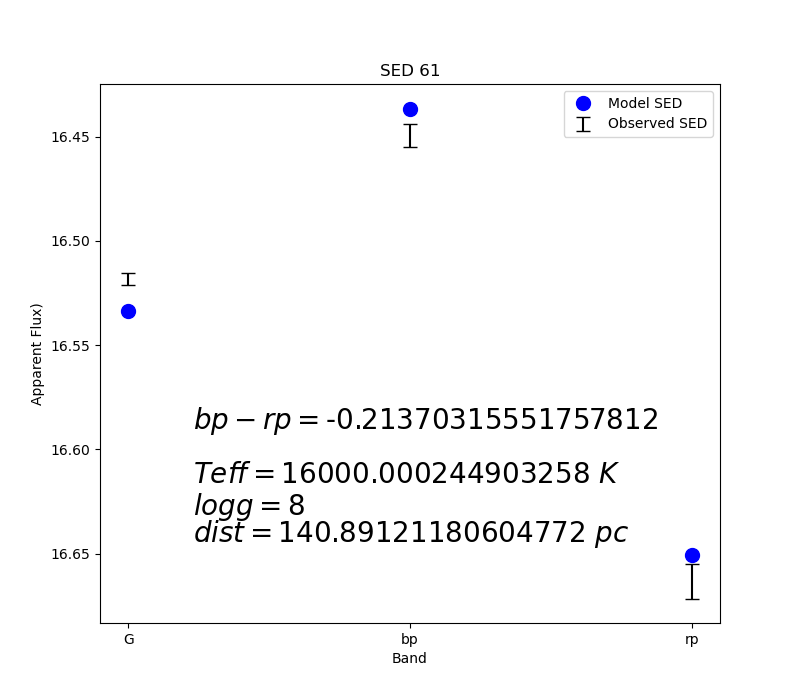 SED 61
Model SED
Observed SED
16.45
16.50
16.55
16.60
16.65
Apparent Flux)
bp − rp = -0.21370315551757812
Teff = 16000.000244903258 K
logg = 8
dist = 140.89121180604772 pc
G bp rp
Band